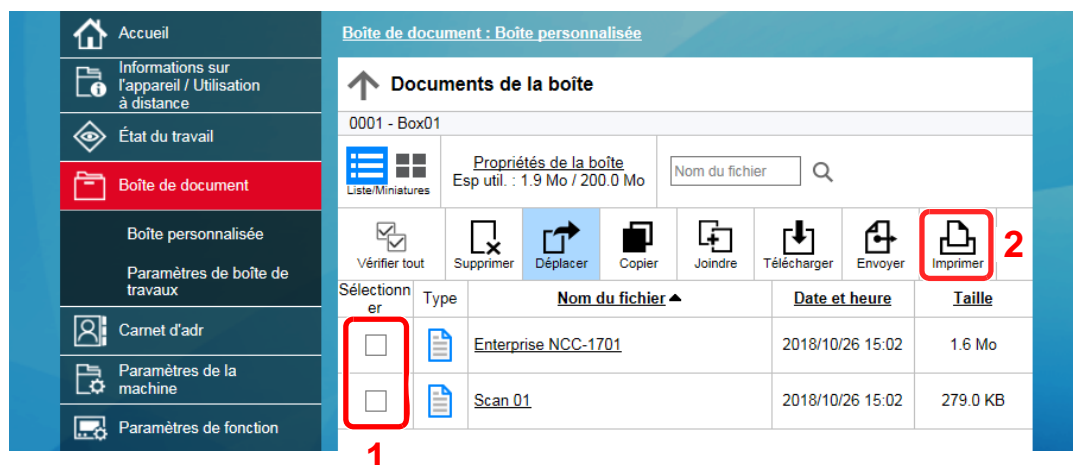 Accueil
Informations sur
l'appareil / Utilisation
à distance
État du travail
Boîte de document
Boîte personnalisée
Paramètres de boîte de
travaux
Carnet d'adr
Paramètres de la
machine
Paramètres de fonction
Boîte de document : Boîte personnalisée
Documents de la boîte
0001 - Box01
Liste/Miniatures
Propriétés de la boîte
Esp util. : 1.9 Mo / 200.0 Mo
Nom du fichier
Vérifier tout Supprimer Déplacer Copier Joindre Télécharger Envoyer Imprimer 2
Sélectionn
er Type Nom du fichier Date et heure Taille
Enterprise NCC-1701 2018/10/26 15:02 1.6 Mo
Scan 01 2018/10/26 15:02 279.0 KB
1